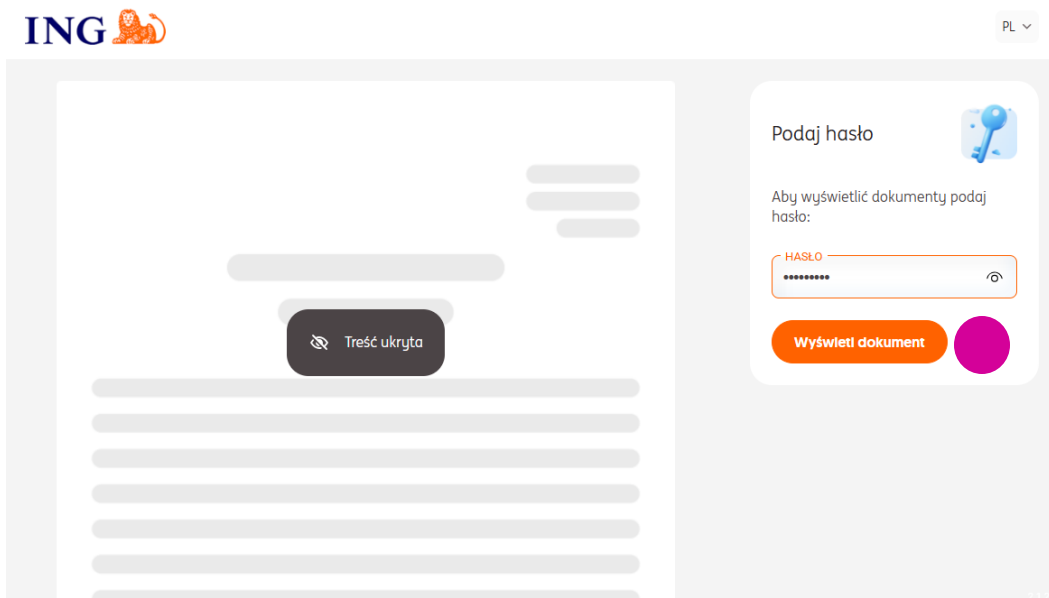 ING
PL
Podaj hasło
Aby wyświetlić dokumenty podaj
hasło:
HASŁO
•••••••••
Wyświetl dokument
Treść ukryta